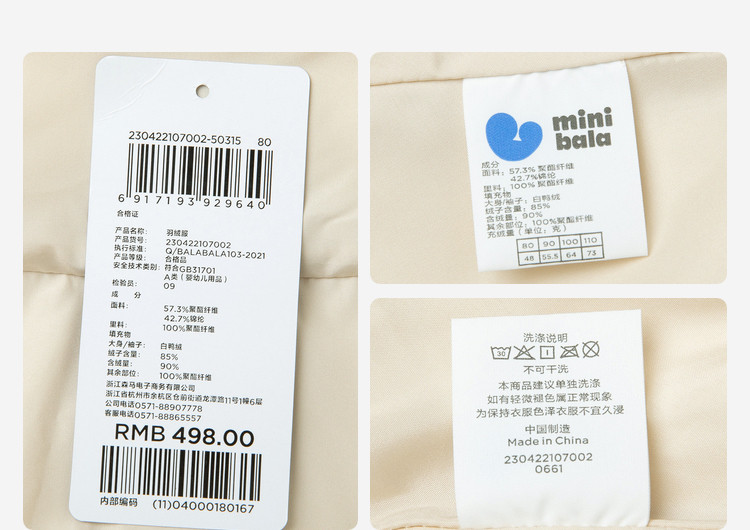 230422107002-50315 80
6 917193 929640
合格证
产品名称: 羽绒服
产品货号: 230422107002
执行标准: Q/BALABALA103-2021
产品等级: 合格品
安全技术类别: 符合GB31701
A类 (婴幼儿用品)
检验员: 09
成 分
面料: 57.3%聚酯纤维
42.7%锦纶
里料: 100%聚酯纤维
填充物
大身/袖子: 白鸭绒
绒子含量: 85%
含绒量: 90%
其余部位: 100%聚酯纤维
浙江森马电子商务有限公司
浙江省杭州市余杭区仓前街道龙潭路11号1幢6层
公司电话0571-88907778
客服电话0571-88865557
RMB 498.00
内部编码 (11)04000180167
mini
bala
成分
面料: 57.3% 聚酯纤维
42.7%锦纶
里料: 100% 聚酯纤维
填充物
大身/袖子: 白鸭绒
绒子含量: 85%
含绒量: 90%
其余部位: 100%聚酯纤维
充绒量 (单位: 克)
80 90 100 110
48 55.5 64 73
洗涤说明
30
不可干洗
本商品建议单独洗涤
如有轻微褪色属正常现象
为保持衣服色泽衣服不宜久浸
中国制造
Made in China
230422107002
0661